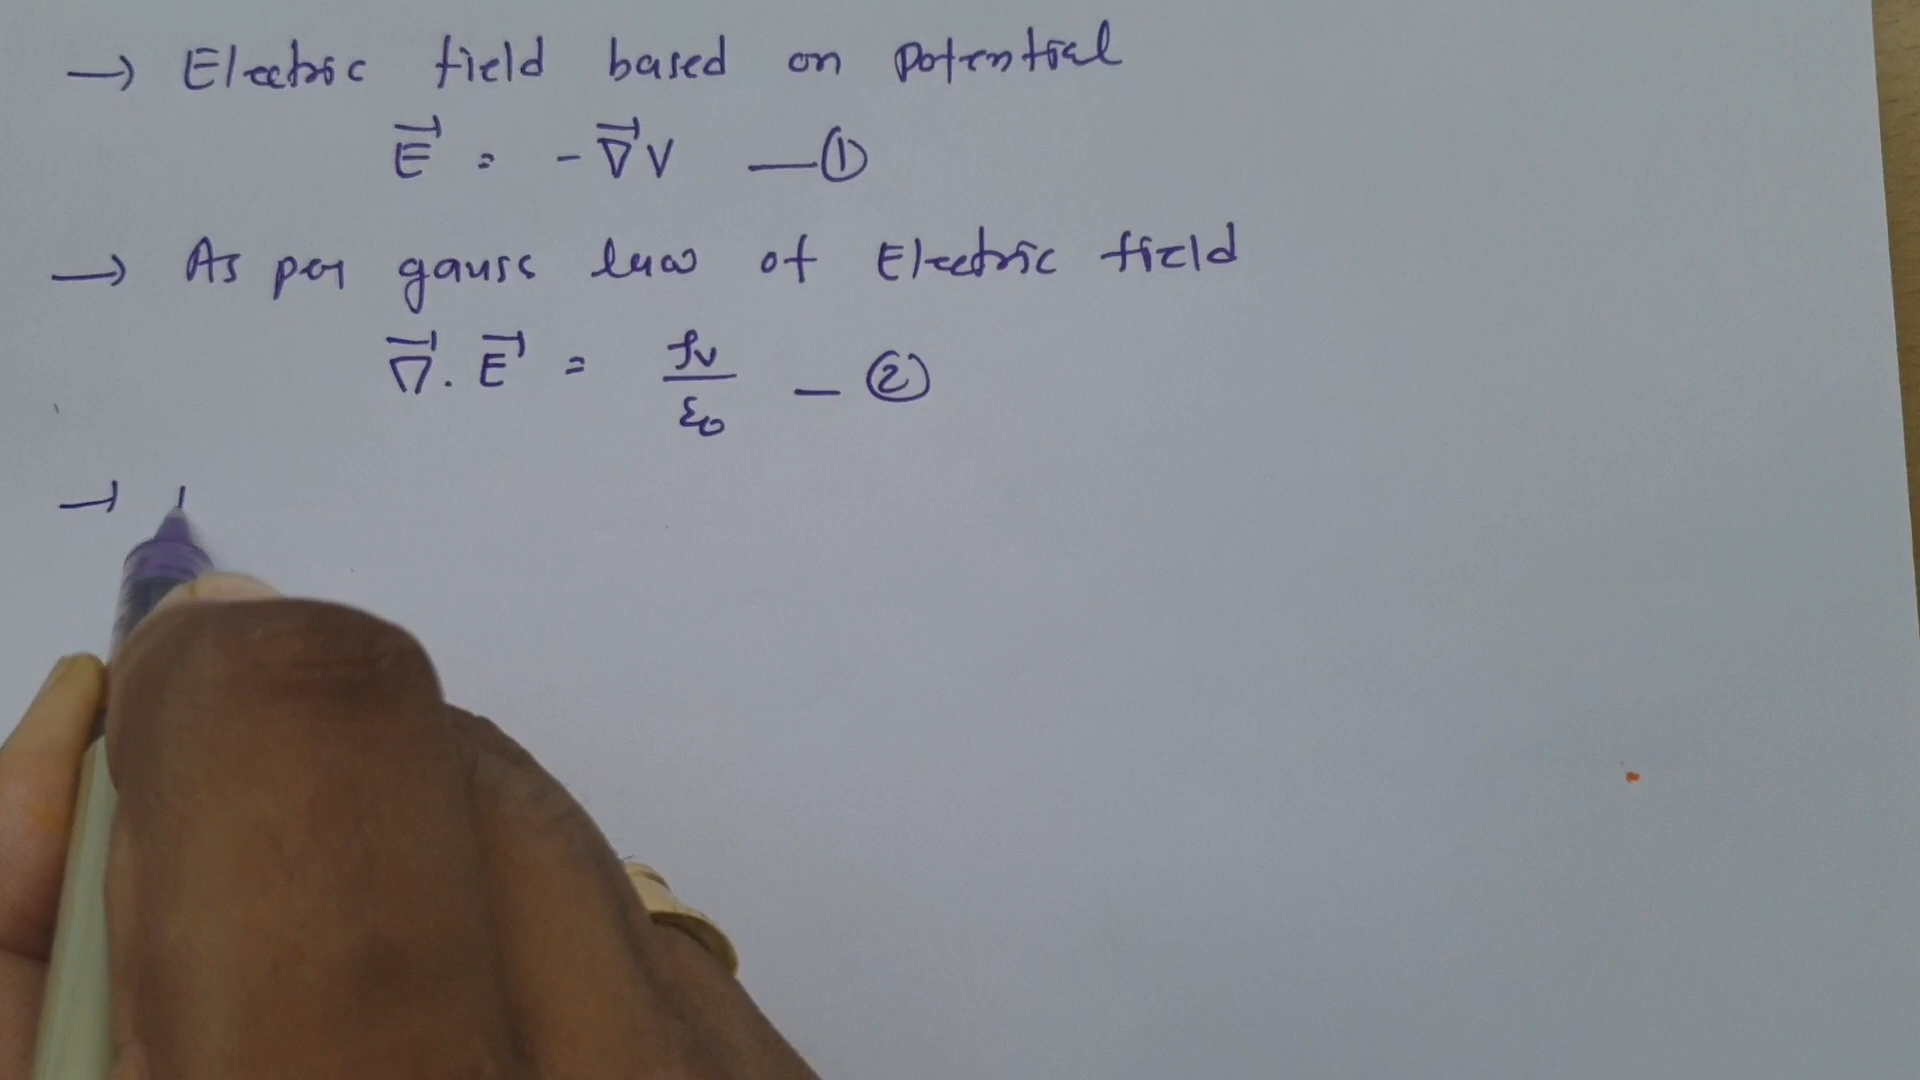 → Electric field based on Potential
E⃗ = - ∇⃗ V — ①
→ As per gauss law of Electric field
∇⃗ . E⃗ = ρv / ε0 — ②
→